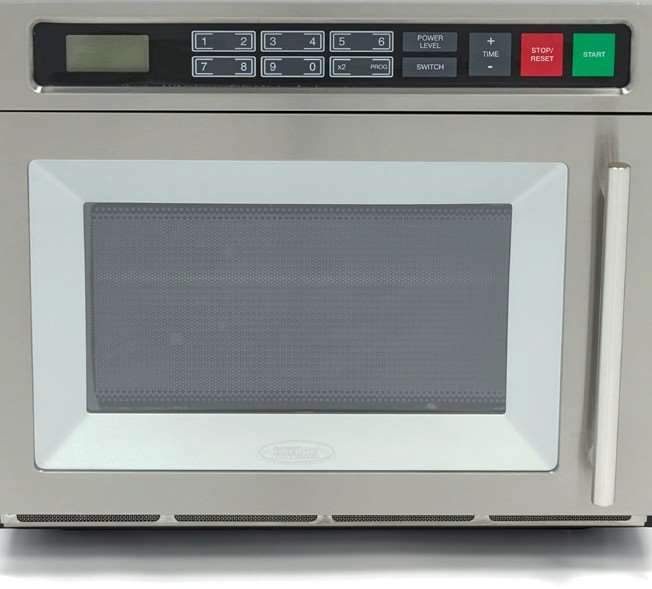 1 2 3 4 5 6 POWER
LEVEL
+
TIME
-
STOP/
RESET
START
7 8 9 0 x2 PROG SWITCH